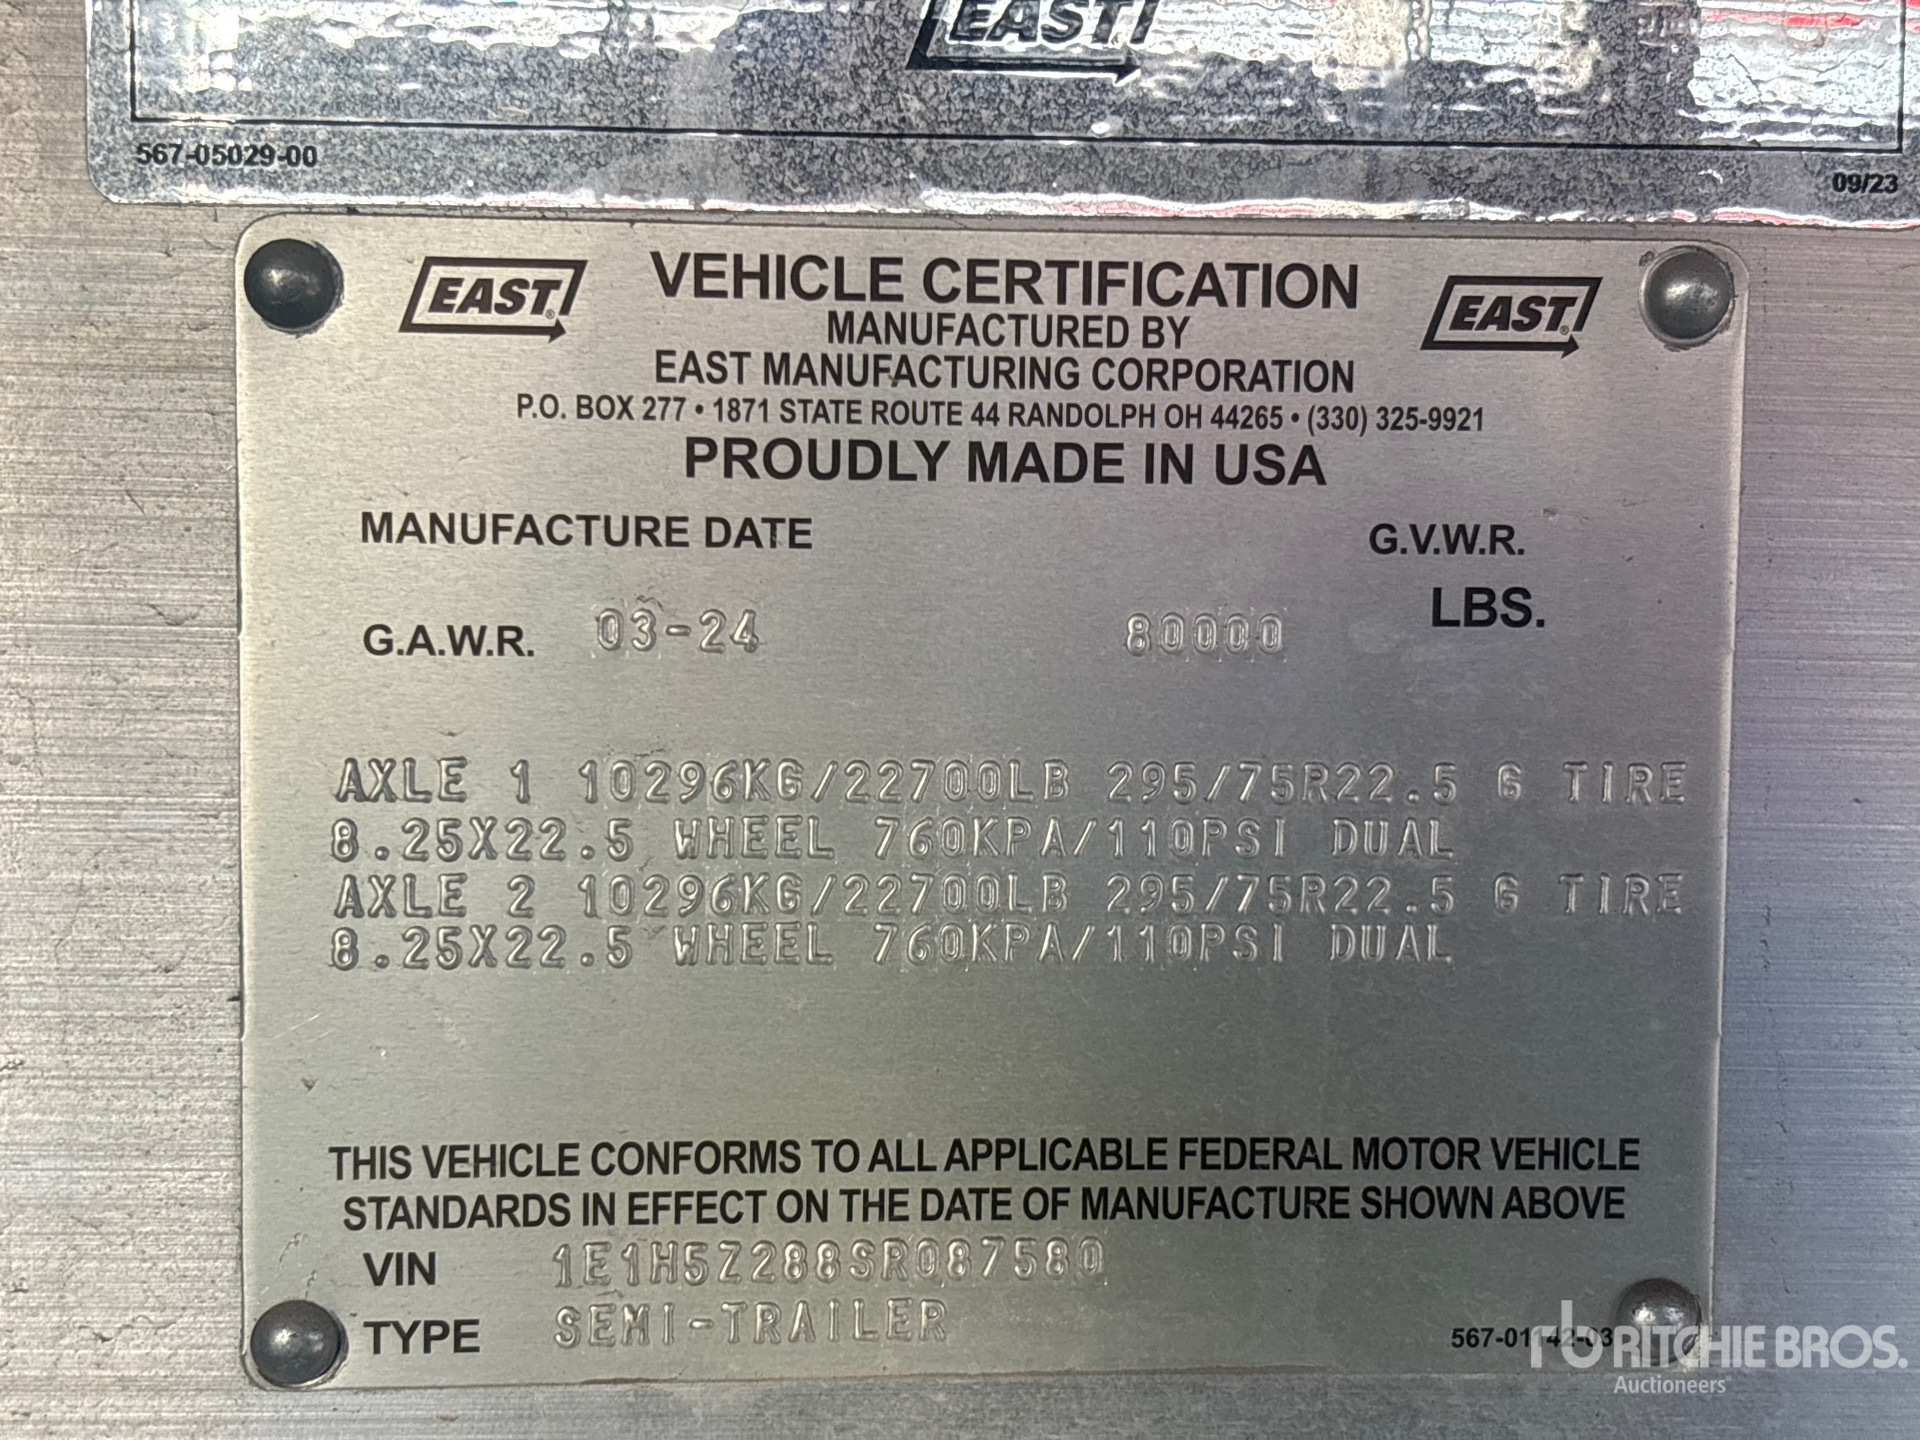 EAST
567-05029-00
09/23
EAST
VEHICLE CERTIFICATION
EAST
MANUFACTURED BY
EAST MANUFACTURING CORPORATION
P.O. BOX 277 • 1871 STATE ROUTE 44 RANDOLPH OH 44265 • (330) 325-9921
PROUDLY MADE IN USA
MANUFACTURE DATE G.V.W.R.
G.A.W.R. 03-24 80000 LBS.
AXLE 1 10296KG/22700LB 295/75R22.5 G TIRE
8.25X22.5 WHEEL 760KPA/110PSI DUAL
AXLE 2 10296KG/22700LB 295/75R22.5 G TIRE
8.25X22.5 WHEEL 760KPA/110PSI DUAL
THIS VEHICLE CONFORMS TO ALL APPLICABLE FEDERAL MOTOR VEHICLE
STANDARDS IN EFFECT ON THE DATE OF MANUFACTURE SHOWN ABOVE
VIN 1E1H5Z288SR087580
TYPE SEMI-TRAILER
567-01142-03
rb RITCHIE BROS.
Auctioneers